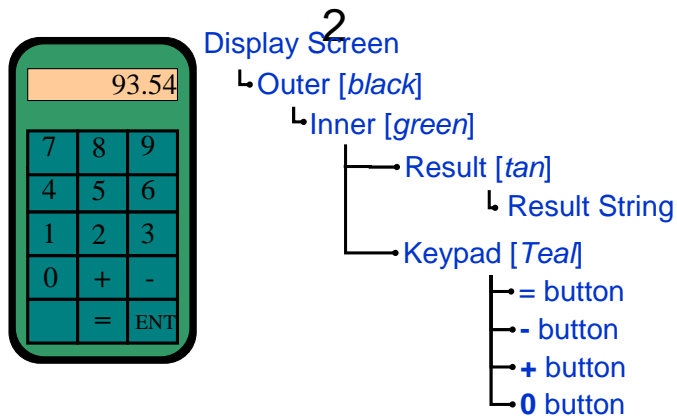 2
Display Screen
Outer [black]
Inner [green]
Result [tan]
Result String
Keypad [Teal]
= button
- button
+ button
0 button
93.54
7 8 9
4 5 6
1 2 3
0 + -
= ENT